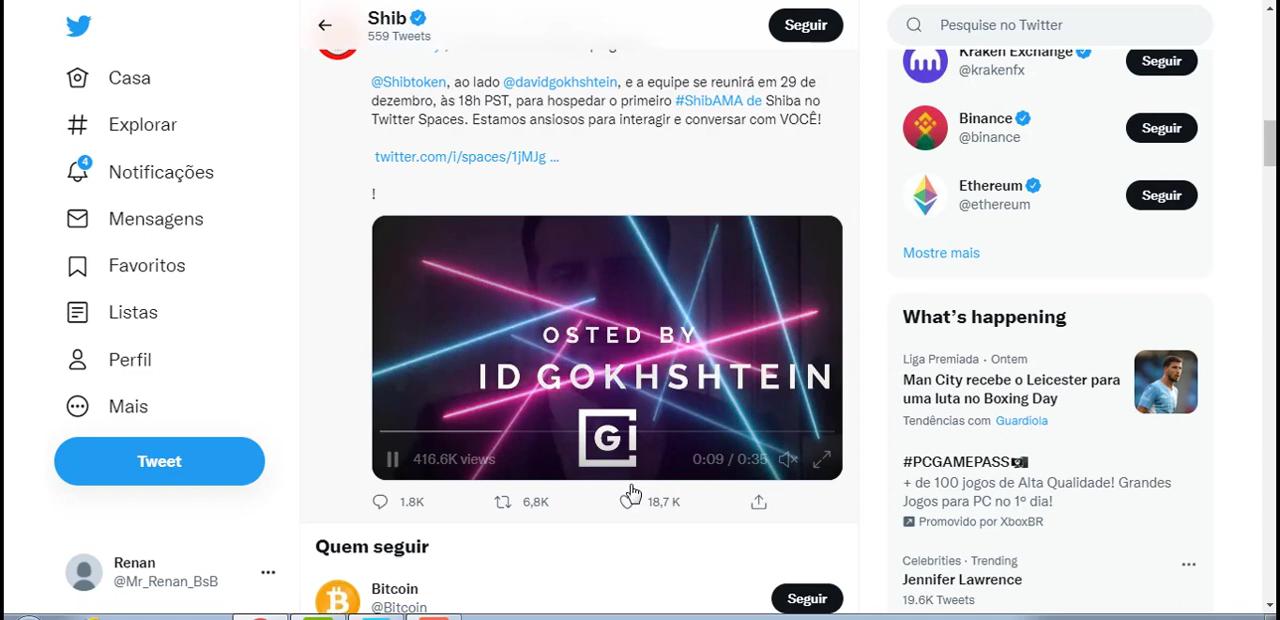 Casa
Explorar
4
Notificações
Mensagens
Favoritos
Listas
Perfil
Mais
Tweet
Renan
@Mr_Renan_BsB
Shib
559 Tweets
Seguir
@Shibtoken, ao lado @davidgokhshtein, e a equipe se reunirá em 29 de
dezembro, às 18h PST, para hospedar o primeiro #ShibAMA de Shiba no
Twitter Spaces. Estamos ansiosos para interagir e conversar com VOCÊ!
twitter.com/i/spaces/1jMJg ...
!
OSTED BY
ID GOKHSHTEIN
G
416.6K views
0:09 / 0:35
1.8K
6,8K
18,7 K
Quem seguir
Bitcoin
@Bitcoin
Seguir
Pesquise no Twitter
Kraken Exchange
@krakenfx
Seguir
Binance
@binance
Seguir
Ethereum
@ethereum
Seguir
Mostre mais
What's happening
Liga Premiada · Ontem
Man City recebe o Leicester para
uma luta no Boxing Day
Tendências com Guardiola
#PCGAMEPASS
+ de 100 jogos de Alta Qualidade! Grandes
Jogos para PC no 1º dia!
Promovido por XboxBR
Celebrities · Trending
Jennifer Lawrence
19.6K Tweets